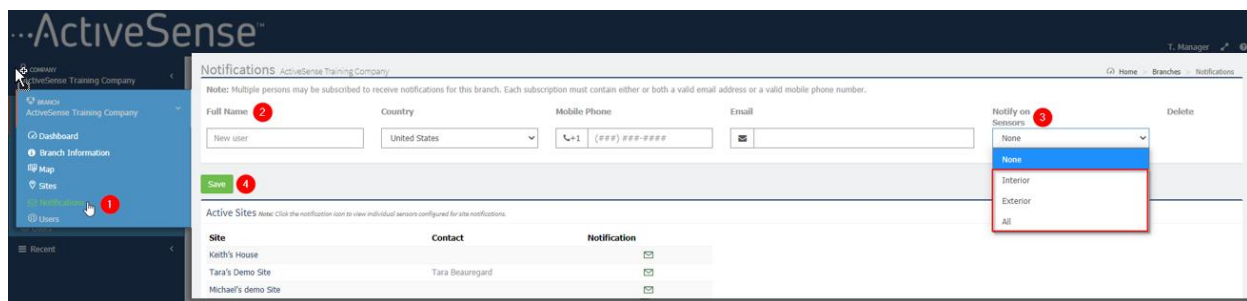 ···ActiveSense™
T. Manager
COMPANY
ActiveSense Training Company
BRANCH
ActiveSense Training Company
Dashboard
Branch Information
Map
Sites
Notifications
1
Users
Users
Recent
Notifications ActiveSense Training Company
Home > Branches > Notifications
Note: Multiple persons may be subscribed to receive notifications for this branch. Each subscription must contain either or both a valid email address or a valid mobile phone number.
Full Name 2 Country Mobile Phone Email Notify on Sensors 3 Delete
New user United States +1 (###) ###-#### None
None
Interior
Exterior
All
Save 4
Active Sites Note: Click the notification icon to view individual sensors configured for site notifications.
Site Contact Notification
Keith's House
Tara's Demo Site Tara Beauregard
Michael's demo Site